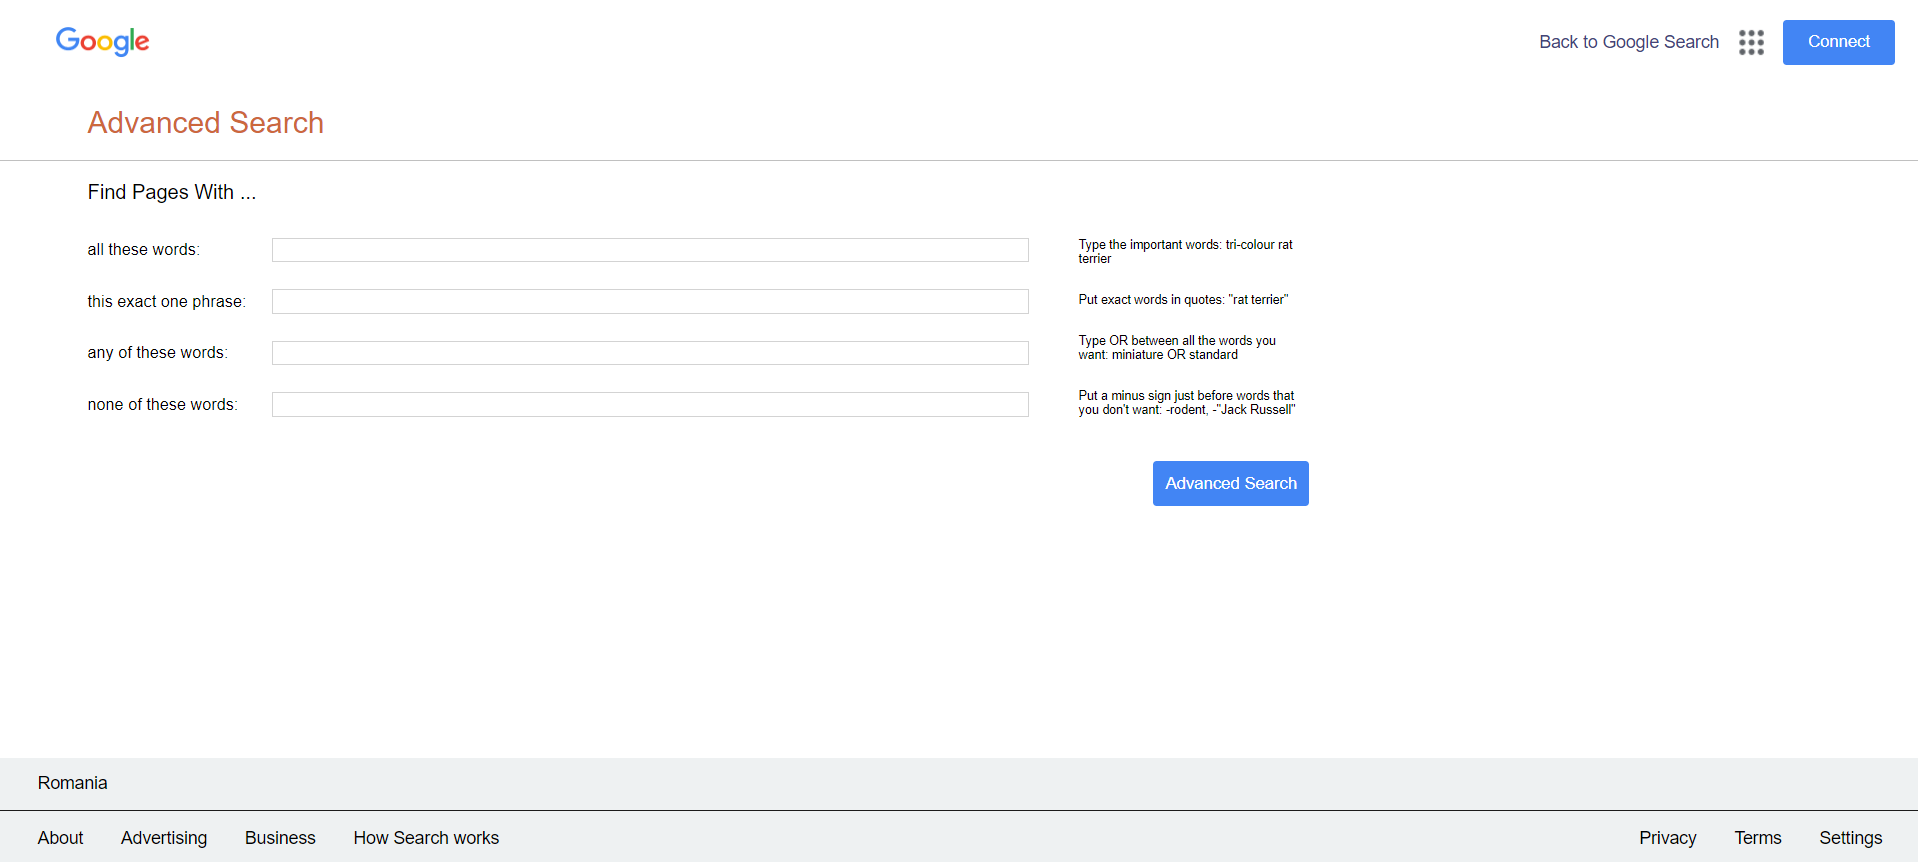 Google
Back to Google Search
Connect
Advanced Search
Find Pages With ...
all these words:
Type the important words: tri-colour rat
terrier
this exact one phrase:
Put exact words in quotes: "rat terrier"
any of these words:
Type OR between all the words you
want: miniature OR standard
none of these words:
Put a minus sign just before words that
you don't want: -rodent, -"Jack Russell"
Advanced Search
Romania
About Advertising Business How Search works Privacy Terms Settings